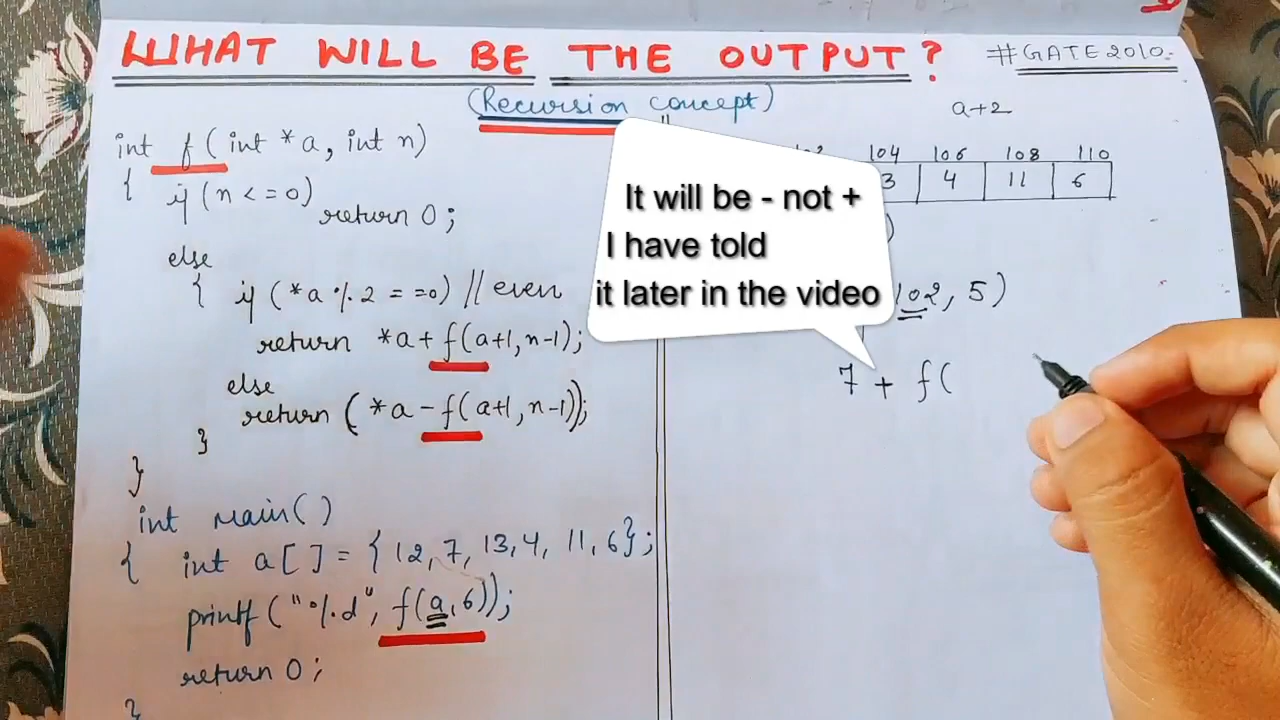 WHAT WILL BE THE OUTPUT? #GATE2010.
(Recursion concept)
int f( int *a, int n)
{ if (n <= 0)
return 0;
else
{ if (*a % 2 == 0) // even
return *a + f(a+1, n-1);
else
return (*a - f(a+1, n-1));
}
}
int main()
{ int a[] = {12, 7, 13, 4, 11, 6};
printf("%d", f(a,6));
return 0;
}
a+2
104 106 108 110
3 4 11 6
)
It will be - not +
I have told
it later in the video
102, 5)
7 + f(